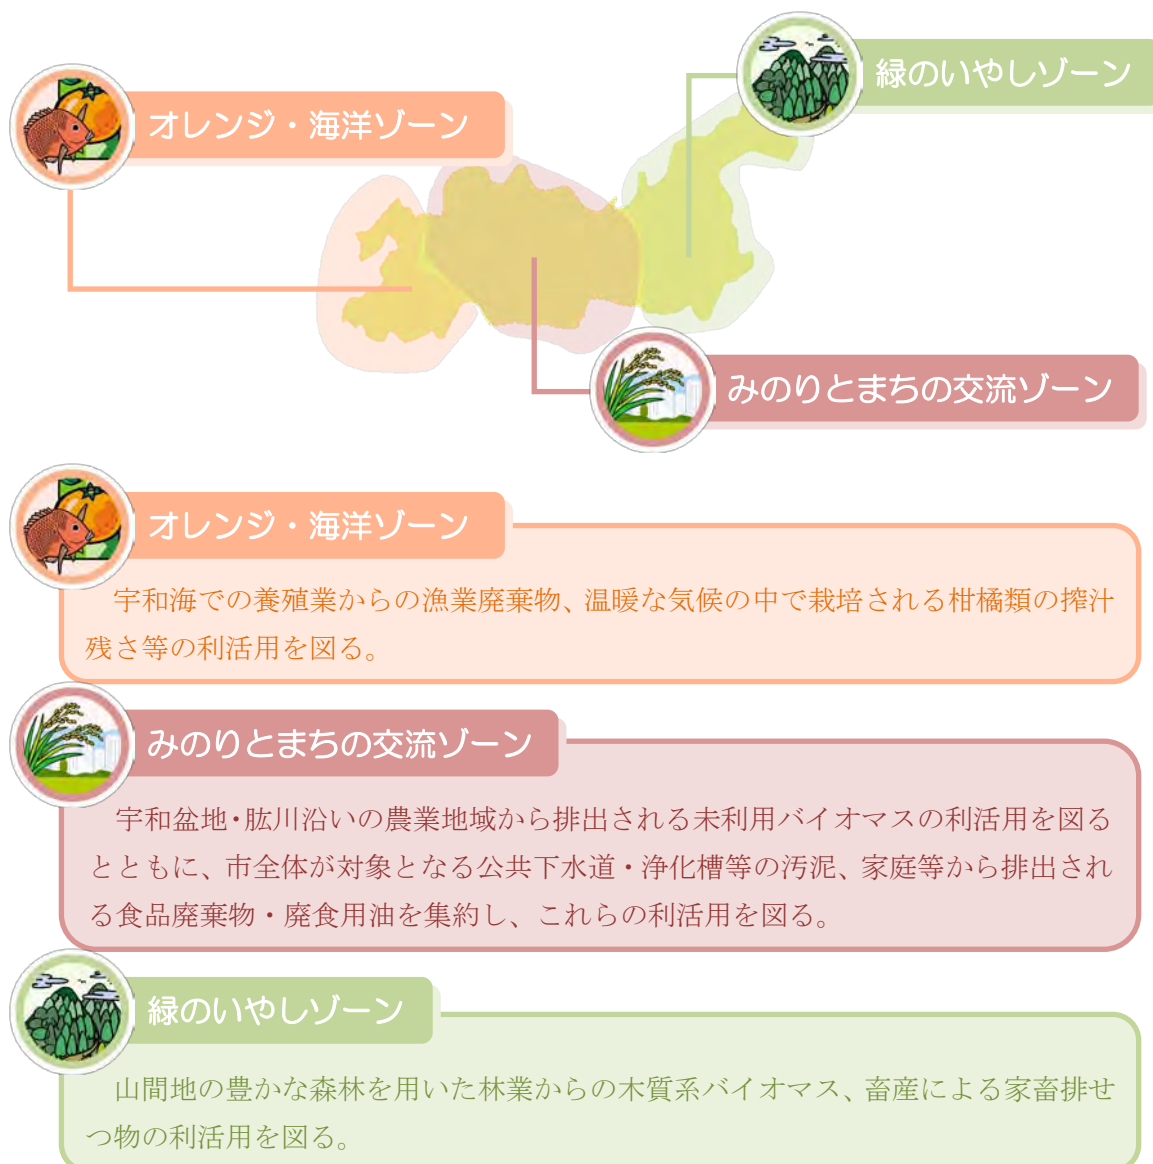 緑のいやしゾーン
オレンジ・海洋ゾーン
みのりとまちの交流ゾーン
オレンジ・海洋ゾーン
宇和海での養殖業からの漁業廃棄物、温暖な気候の中で栽培される柑橘類の搾汁
残さ等の利活用を図る。
みのりとまちの交流ゾーン
宇和盆地・肱川沿いの農業地域から排出される未利用バイオマスの利活用を図る
とともに、市全体が対象となる公共下水道・浄化槽等の汚泥、家庭等から排出され
る食品廃棄物・廃食用油を集約し、これらの利活用を図る。
緑のいやしゾーン
山間地の豊かな森林を用いた林業からの木質系バイオマス、畜産による家畜排せ
つ物の利活用を図る。